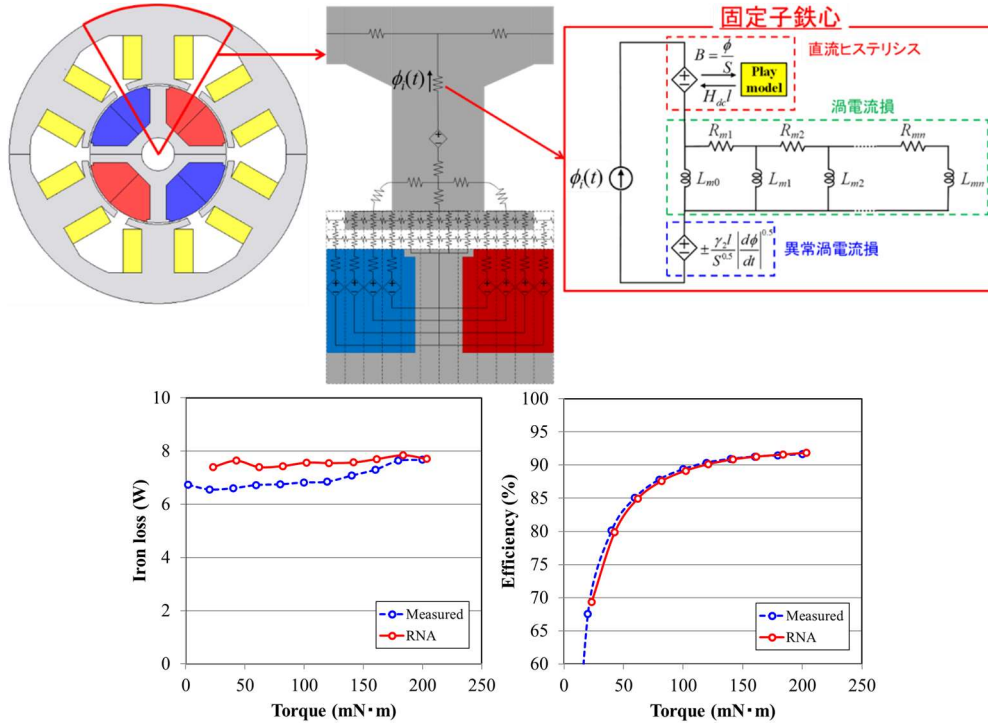 固定子鉄心
直流ヒステリシス
B = ϕ/S
H_dc l
Play
model
渦電流損
R_m1 R_m2 R_mn
L_m0 L_m1 L_m2 L_mn
ϕ_i(t)
ϕ_i(t)
± γ_2 l / S^0.5 |dϕ/dt|^0.5
異常渦電流損
10
8
6
4
2
0
Iron loss (W)
Measured
RNA
0 50 100 150 200 250
Torque (mN・m)
100
95
90
85
80
75
70
65
60
Efficiency (%)
Measured
RNA
0 50 100 150 200 250
Torque (mN・m)